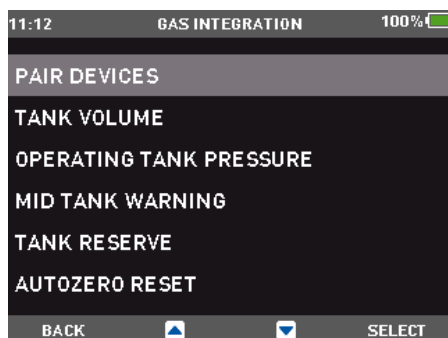 11:12 GAS INTEGRATION 100%
PAIR DEVICES
TANK VOLUME
OPERATING TANK PRESSURE
MID TANK WARNING
TANK RESERVE
AUTOZERO RESET
BACK SELECT